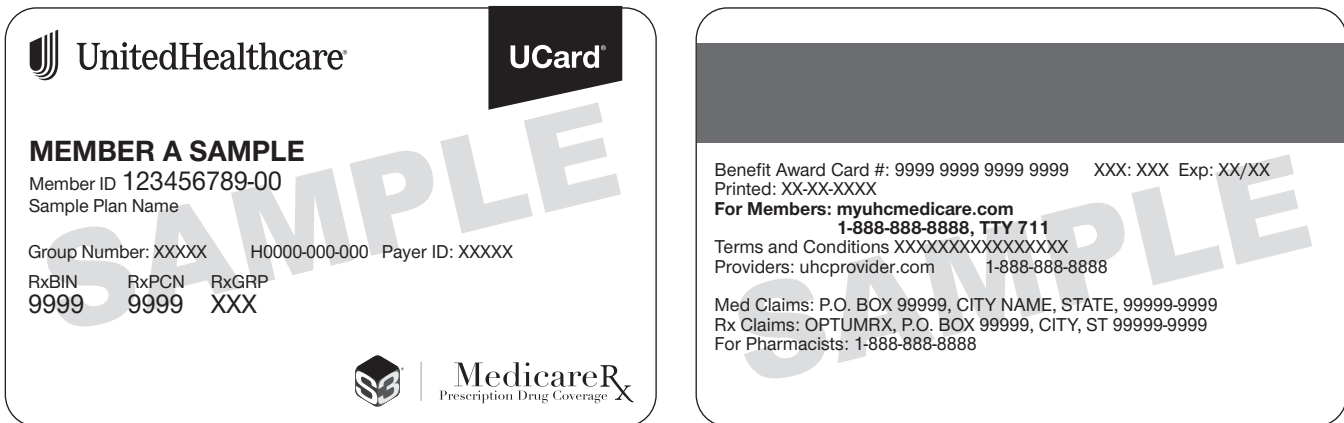 UnitedHealthcare®
UCard®
MEMBER A SAMPLE
Member ID 123456789-00
Sample Plan Name
Group Number: XXXXX H0000-000-000 Payer ID: XXXXX
RxBIN RxPCN RxGRP
9999 9999 XXX
SAMPLE
S3
MedicareRx
Prescription Drug Coverage
Benefit Award Card #: 9999 9999 9999 9999 XXX: XXX Exp: XX/XX
Printed: XX-XX-XXXX
For Members: myuhcmedicare.com
1-888-888-8888, TTY 711
Terms and Conditions XXXXXXXXXXXXXXXX
Providers: uhcprovider.com 1-888-888-8888
Med Claims: P.O. BOX 99999, CITY NAME, STATE, 99999-9999
Rx Claims: OPTUMRX, P.O. BOX 99999, CITY, ST 99999-9999
For Pharmacists: 1-888-888-8888
SAMPLE